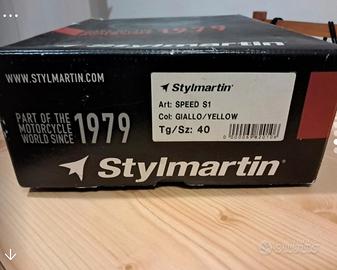 1979
Stylmartin
WWW.STYLMARTIN.COM
Art: SPEED S1
Col: GIALLO/YELLOW
Tg/Sz: 40
PART OF THE
MOTORCYCLE
WORLD SINCE
1979
Stylmartin